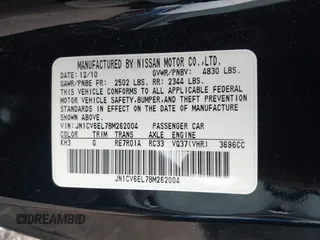 MANUFACTURED BY NISSAN MOTOR CO.,LTD.
DATE: 12/10 GVWR/PNBV: 4830 LBS.
GAWR/PNBE FR: 2502 LBS. RR: 2344 LBS.
THIS VEHICLE CONFORMS TO ALL APPLICABLE FEDERAL
MOTOR VEHICLE SAFETY, BUMPER, AND THEFT PREVENTION
STANDARDS IN EFFECT ON THE DATE OF
MANUFACTURE SHOWN ABOVE.
VIN: JN1CV6EL7BM262004 PASSENGER CAR
COLOR TRIM TRANS AXLE ENGINE
KH3 G RE7R01A RC33 VQ37(VHR) 3696CC
JN1CV6EL7BM262004
DREAMBID